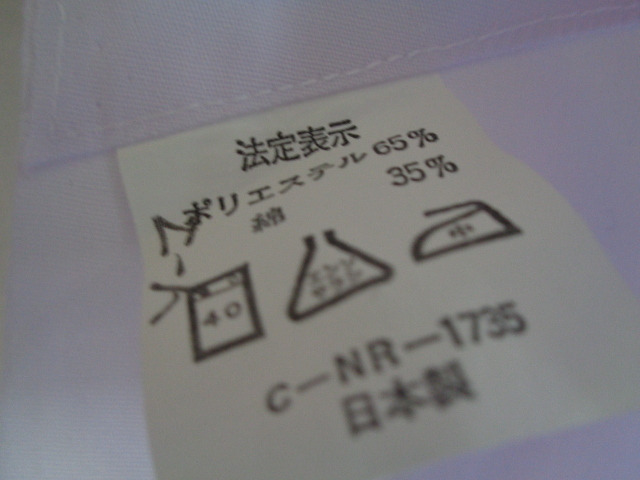 法定表示
ポリエステル 65%
綿 35%
40
中
C-NR-1735
日本製